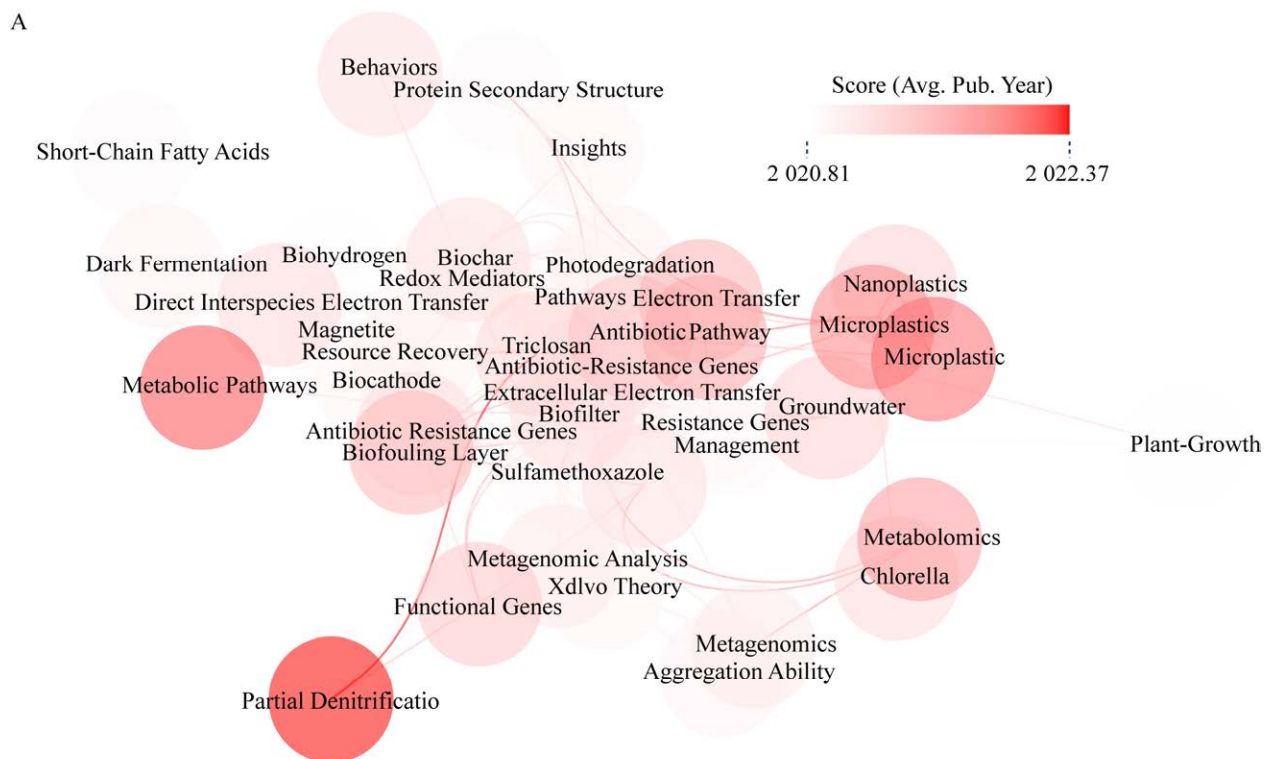 A
Behaviors
Protein Secondary Structure
Score (Avg. Pub. Year)
2 020.81
2 022.37
Short-Chain Fatty Acids
Insights
Dark Fermentation
Biohydrogen
Biochar
Redox Mediators
Photodegradation
Direct Interspecies Electron Transfer
Pathways
Electron Transfer
Nanoplastics
Magnetite
Antibiotic Pathway
Microplastics
Resource Recovery
Triclosan
Microplastic
Antibiotic-Resistance Genes
Metabolic Pathways
Biocathode
Extracellular Electron Transfer
Groundwater
Biofilter
Resistance Genes
Antibiotic Resistance Genes
Management
Plant-Growth
Biofouling Layer
Sulfamethoxazole
Metabolomics
Metagenomic Analysis
Chlorella
Xdlvo Theory
Functional Genes
Metagenomics
Aggregation Ability
Partial Denitrificatio